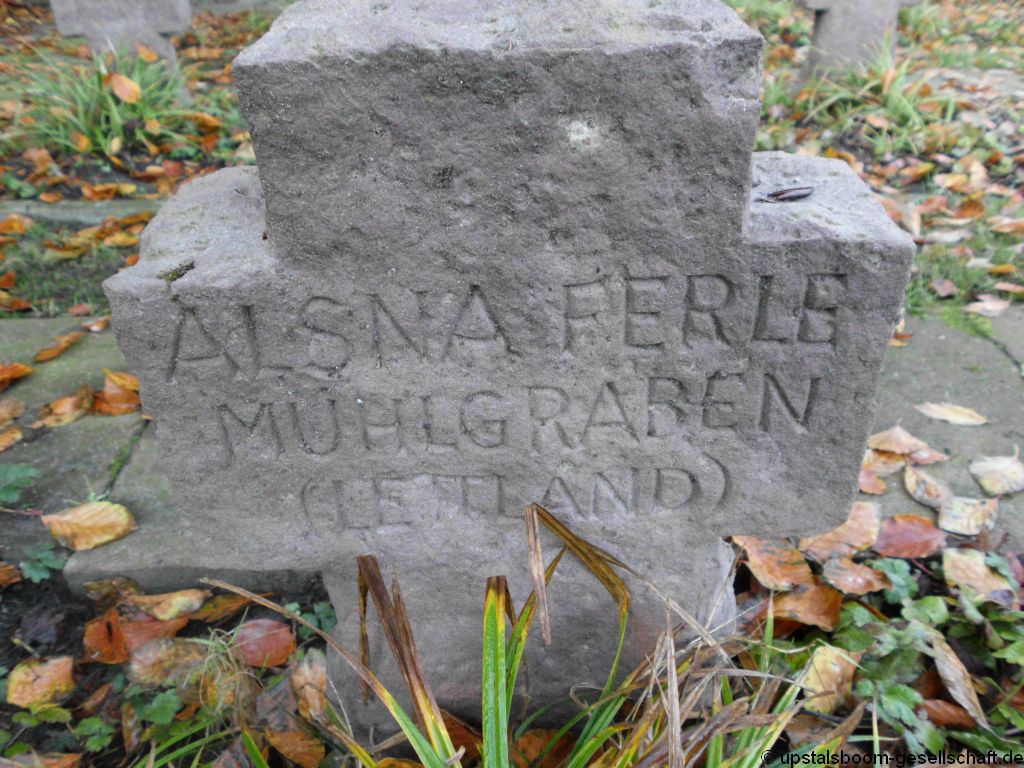 ALSNA FERLE
MÜHLGRABEN
(LETTLAND)
© upstalsboom-gesellschaft.de